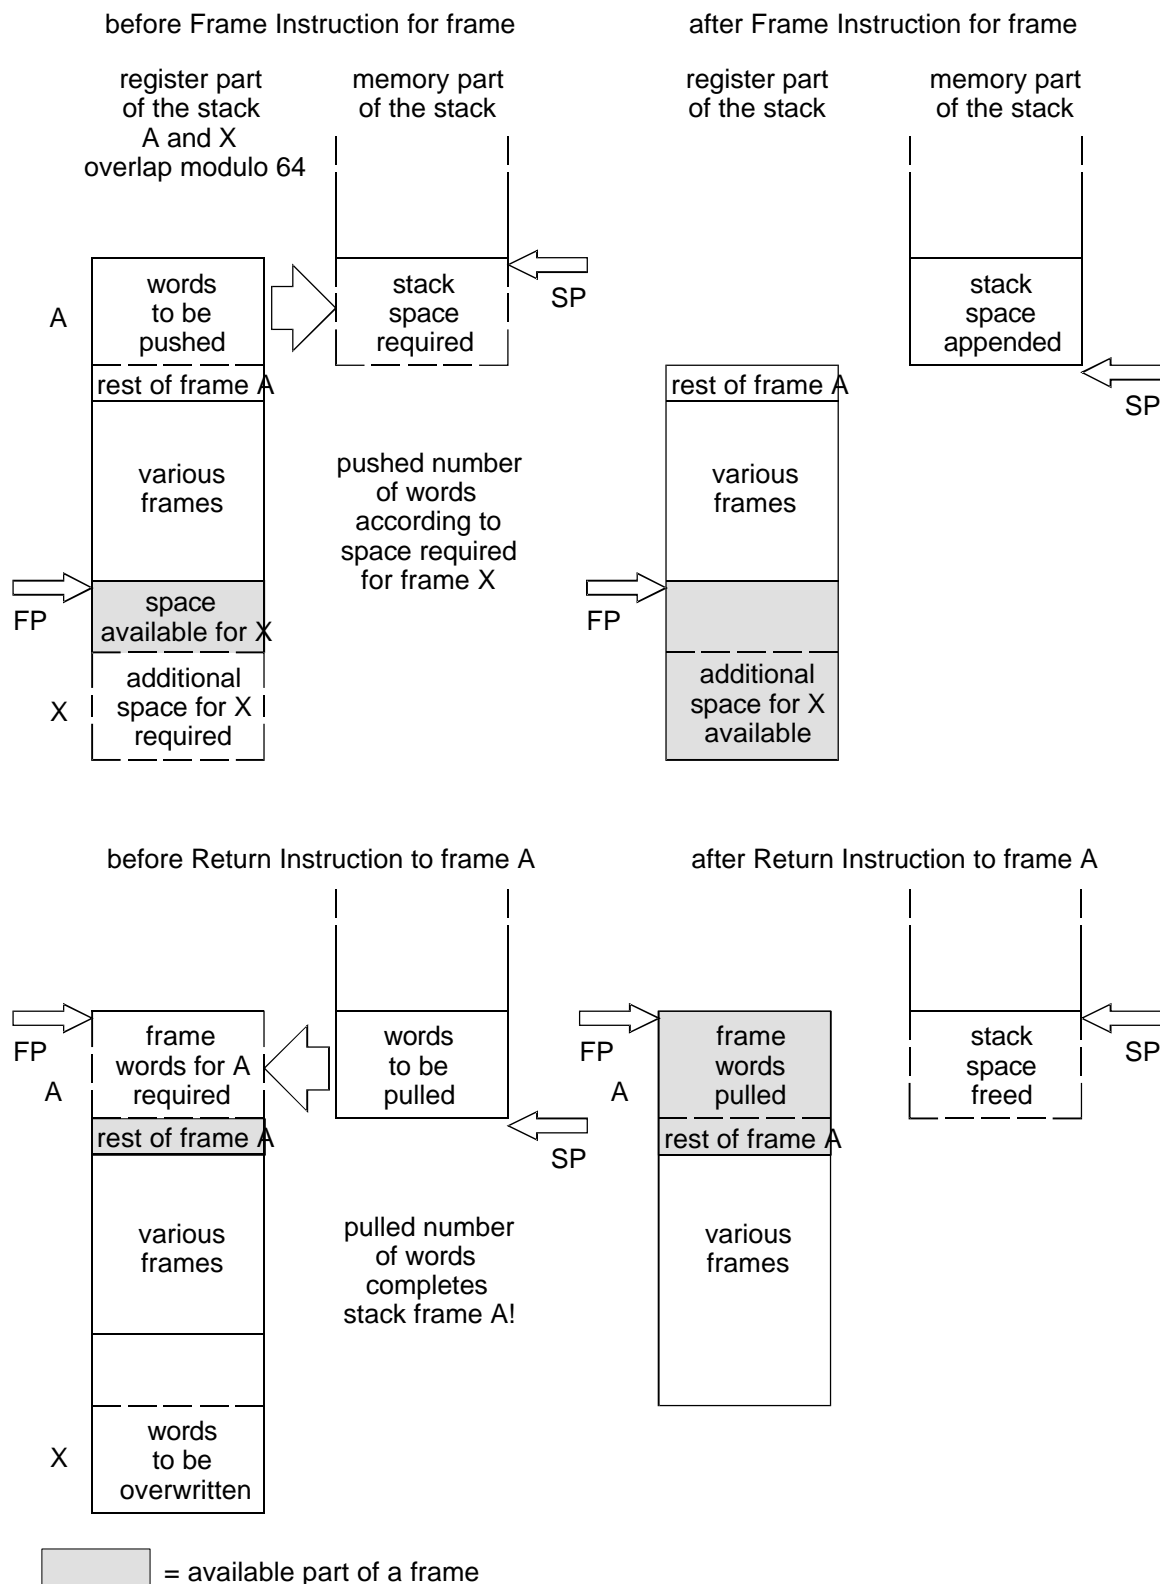 before Frame Instruction for frame
after Frame Instruction for frame
register part
of the stack
A and X
overlap modulo 64
memory part
of the stack
register part
of the stack
memory part
of the stack
A
words
to be
pushed
stack
space
required
SP
stack
space
appended
SP
rest of frame A
rest of frame A
various
frames
pushed number
of words
according to
space required
for frame X
various
frames
FP
space
available for X
FP
X
additional
space for X
required
additional
space for X
available
before Return Instruction to frame A
after Return Instruction to frame A
FP
A
frame
words for A
required
words
to be
pulled
SP
FP
A
frame
words
pulled
stack
space
freed
SP
rest of frame A
rest of frame A
various
frames
pulled number
of words
completes
stack frame A!
various
frames
X
words
to be
overwritten
= available part of a frame